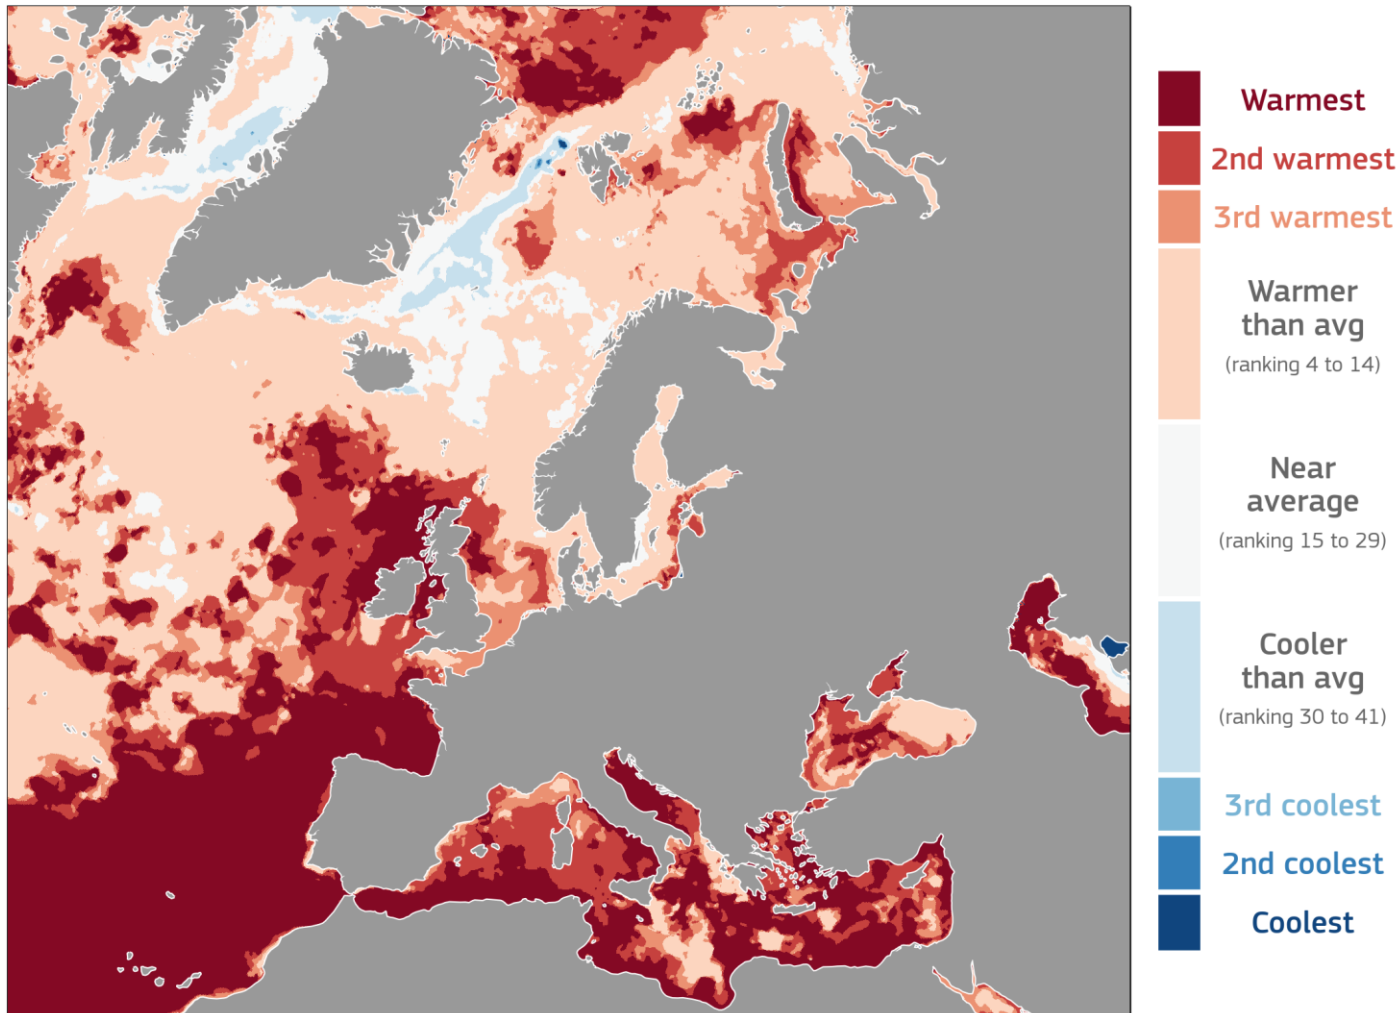 Warmest
2nd warmest
3rd warmest
Warmer
than avg
(ranking 4 to 14)
Near
average
(ranking 15 to 29)
Cooler
than avg
(ranking 30 to 41)
3rd coolest
2nd coolest
Coolest